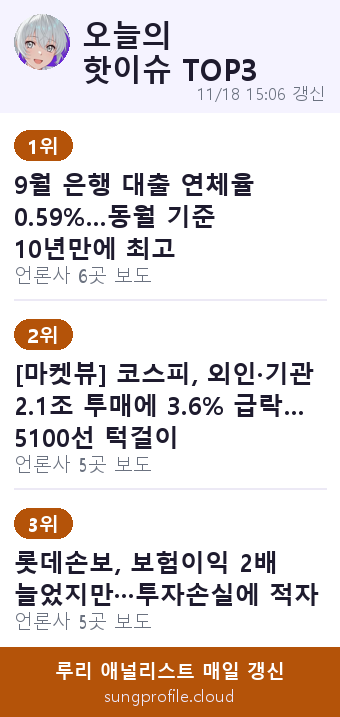 오늘의
핫이슈 TOP3
11/18 15:06 갱신
1위
9월 은행 대출 연체율
0.59%…동월 기준
10년만에 최고
언론사 6곳 보도
2위
[마켓뷰] 코스피, 외인·기관
2.1조 투매에 3.6% 급락…
5100선 턱걸이
언론사 5곳 보도
3위
롯데손보, 보험이익 2배
늘었지만…투자손실에 적자
언론사 5곳 보도
루리 애널리스트 매일 갱신
sungprofile.cloud